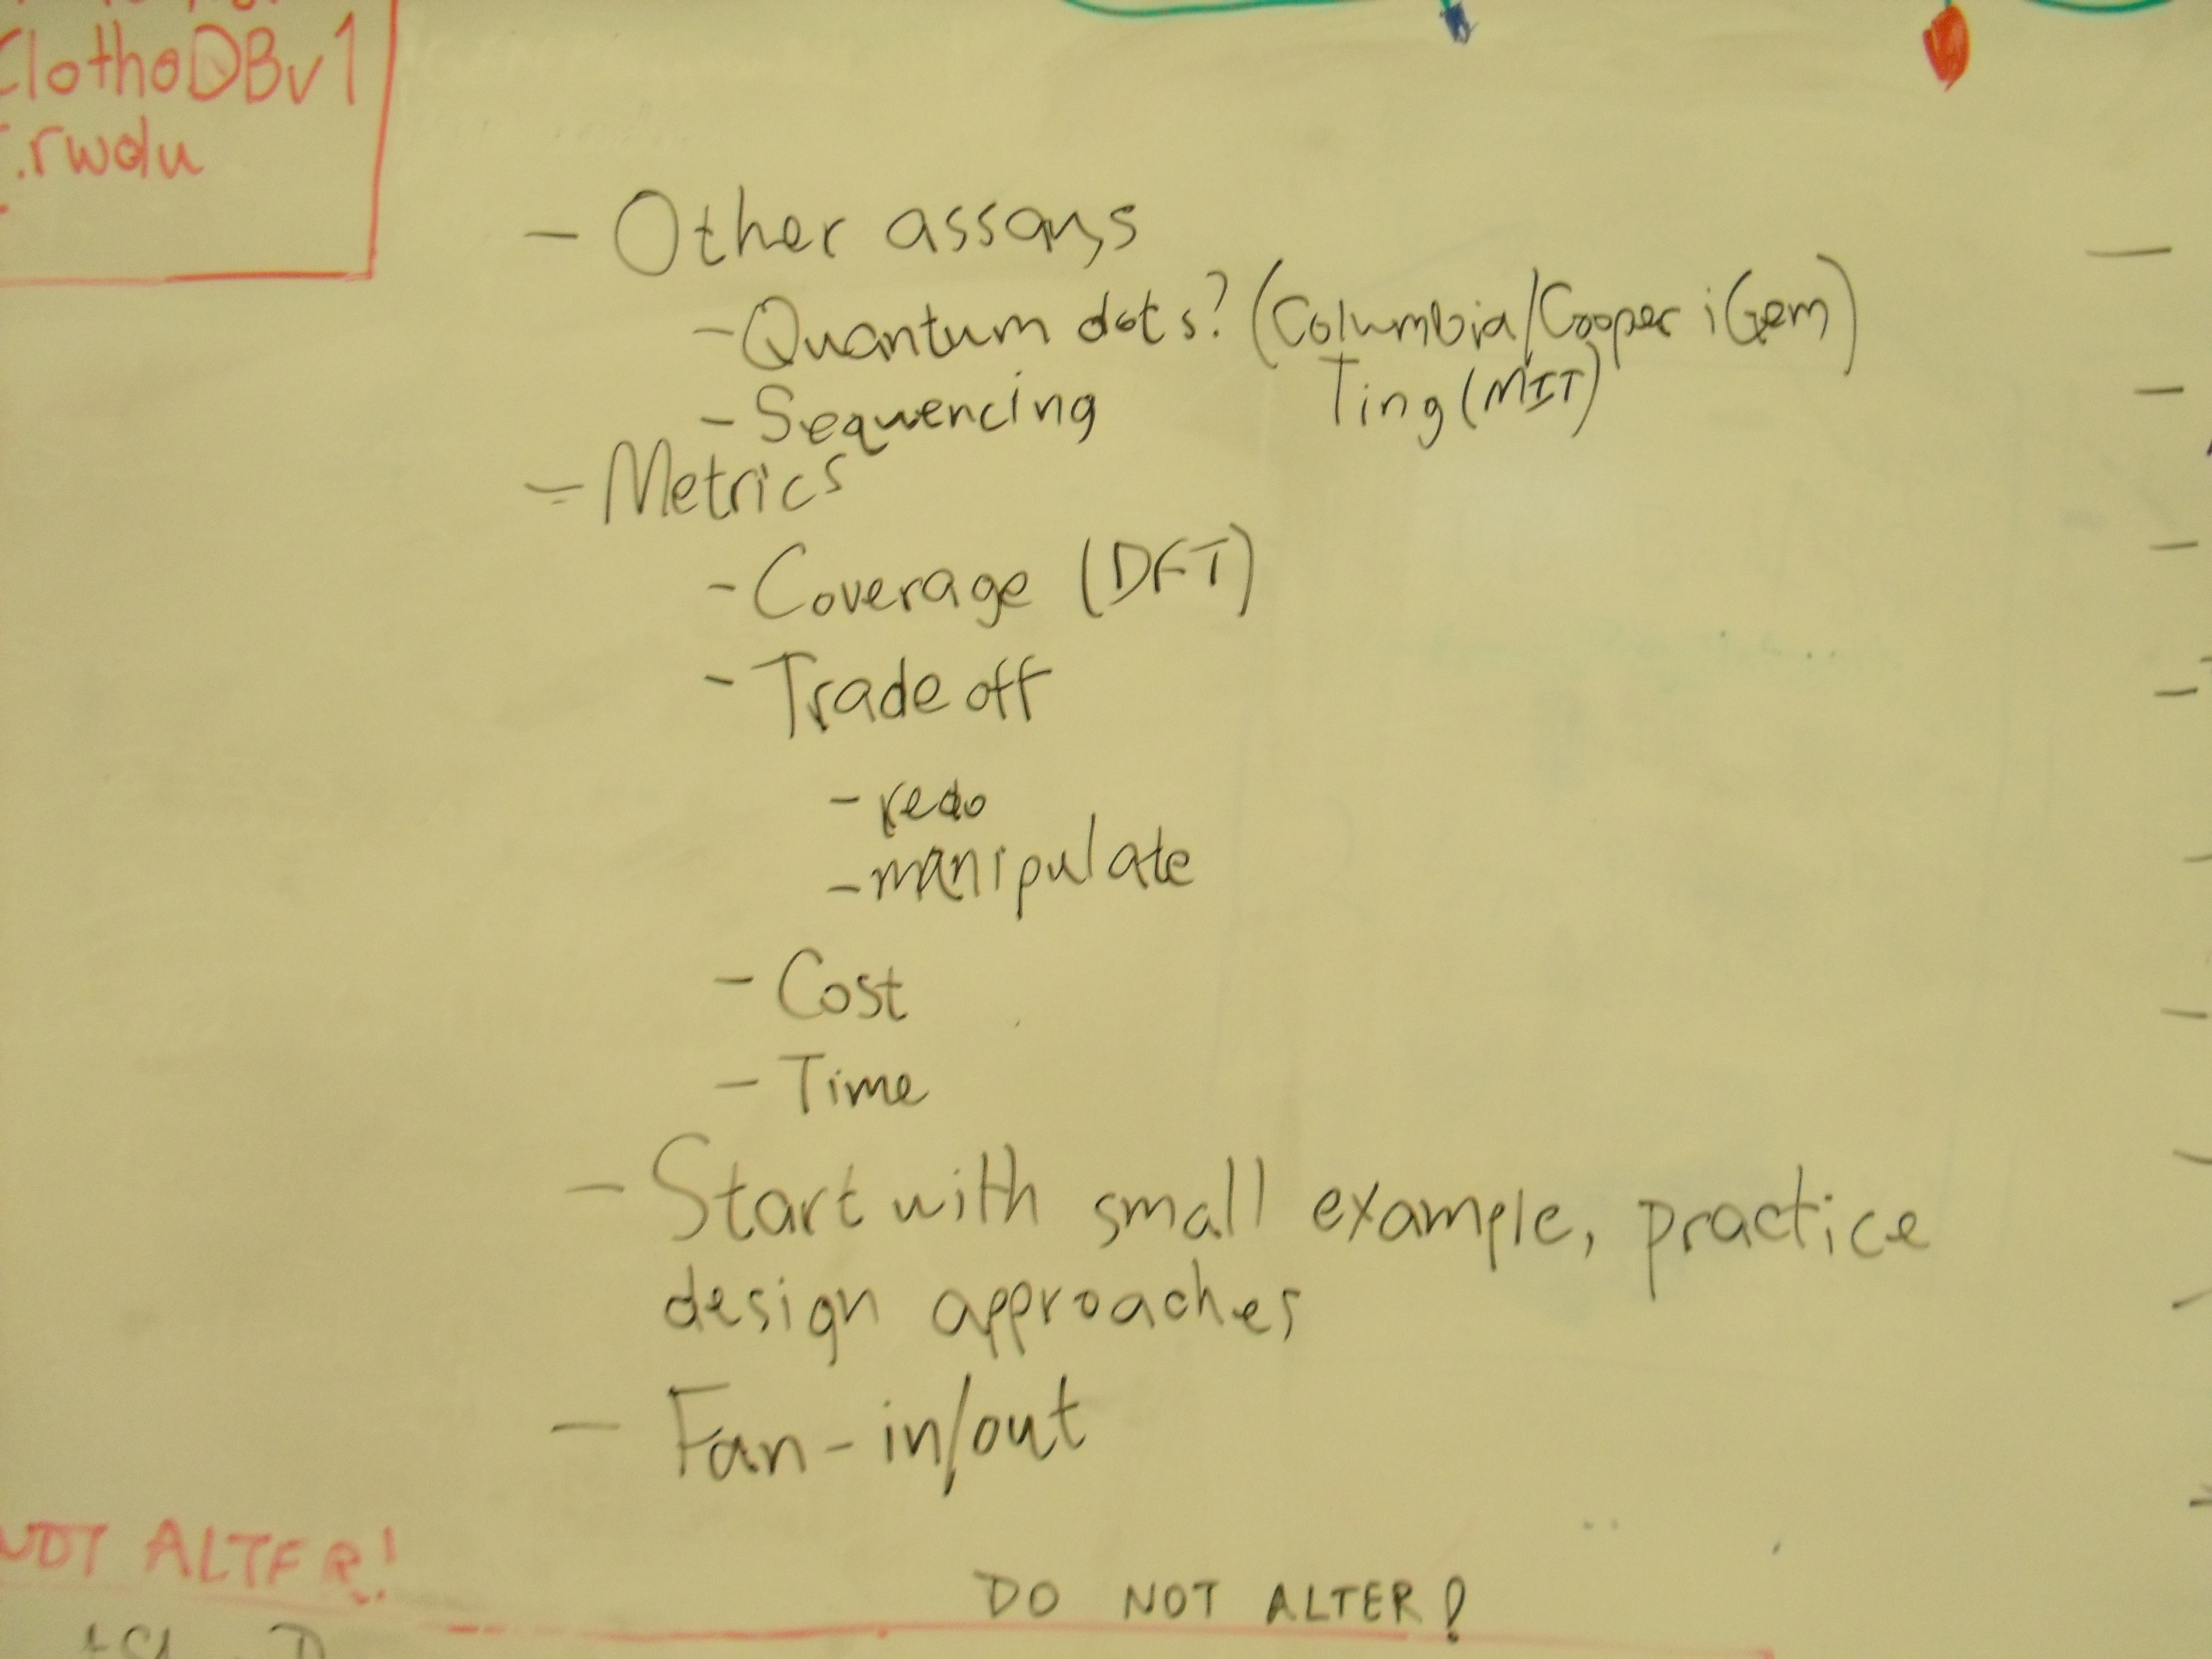 ClothoDBv1
.rwdu
- Other assays
- Quantum dots? (Columbia/Cooper iGem)
- Sequencing Ting (MIT)
- Metrics
- Coverage (DFT)
- Trade off
- redo
- manipulate
- Cost
- Time
- Start with small example, practice
design approaches
- Fan-in/out
NOT ALTER!
DO NOT ALTER!